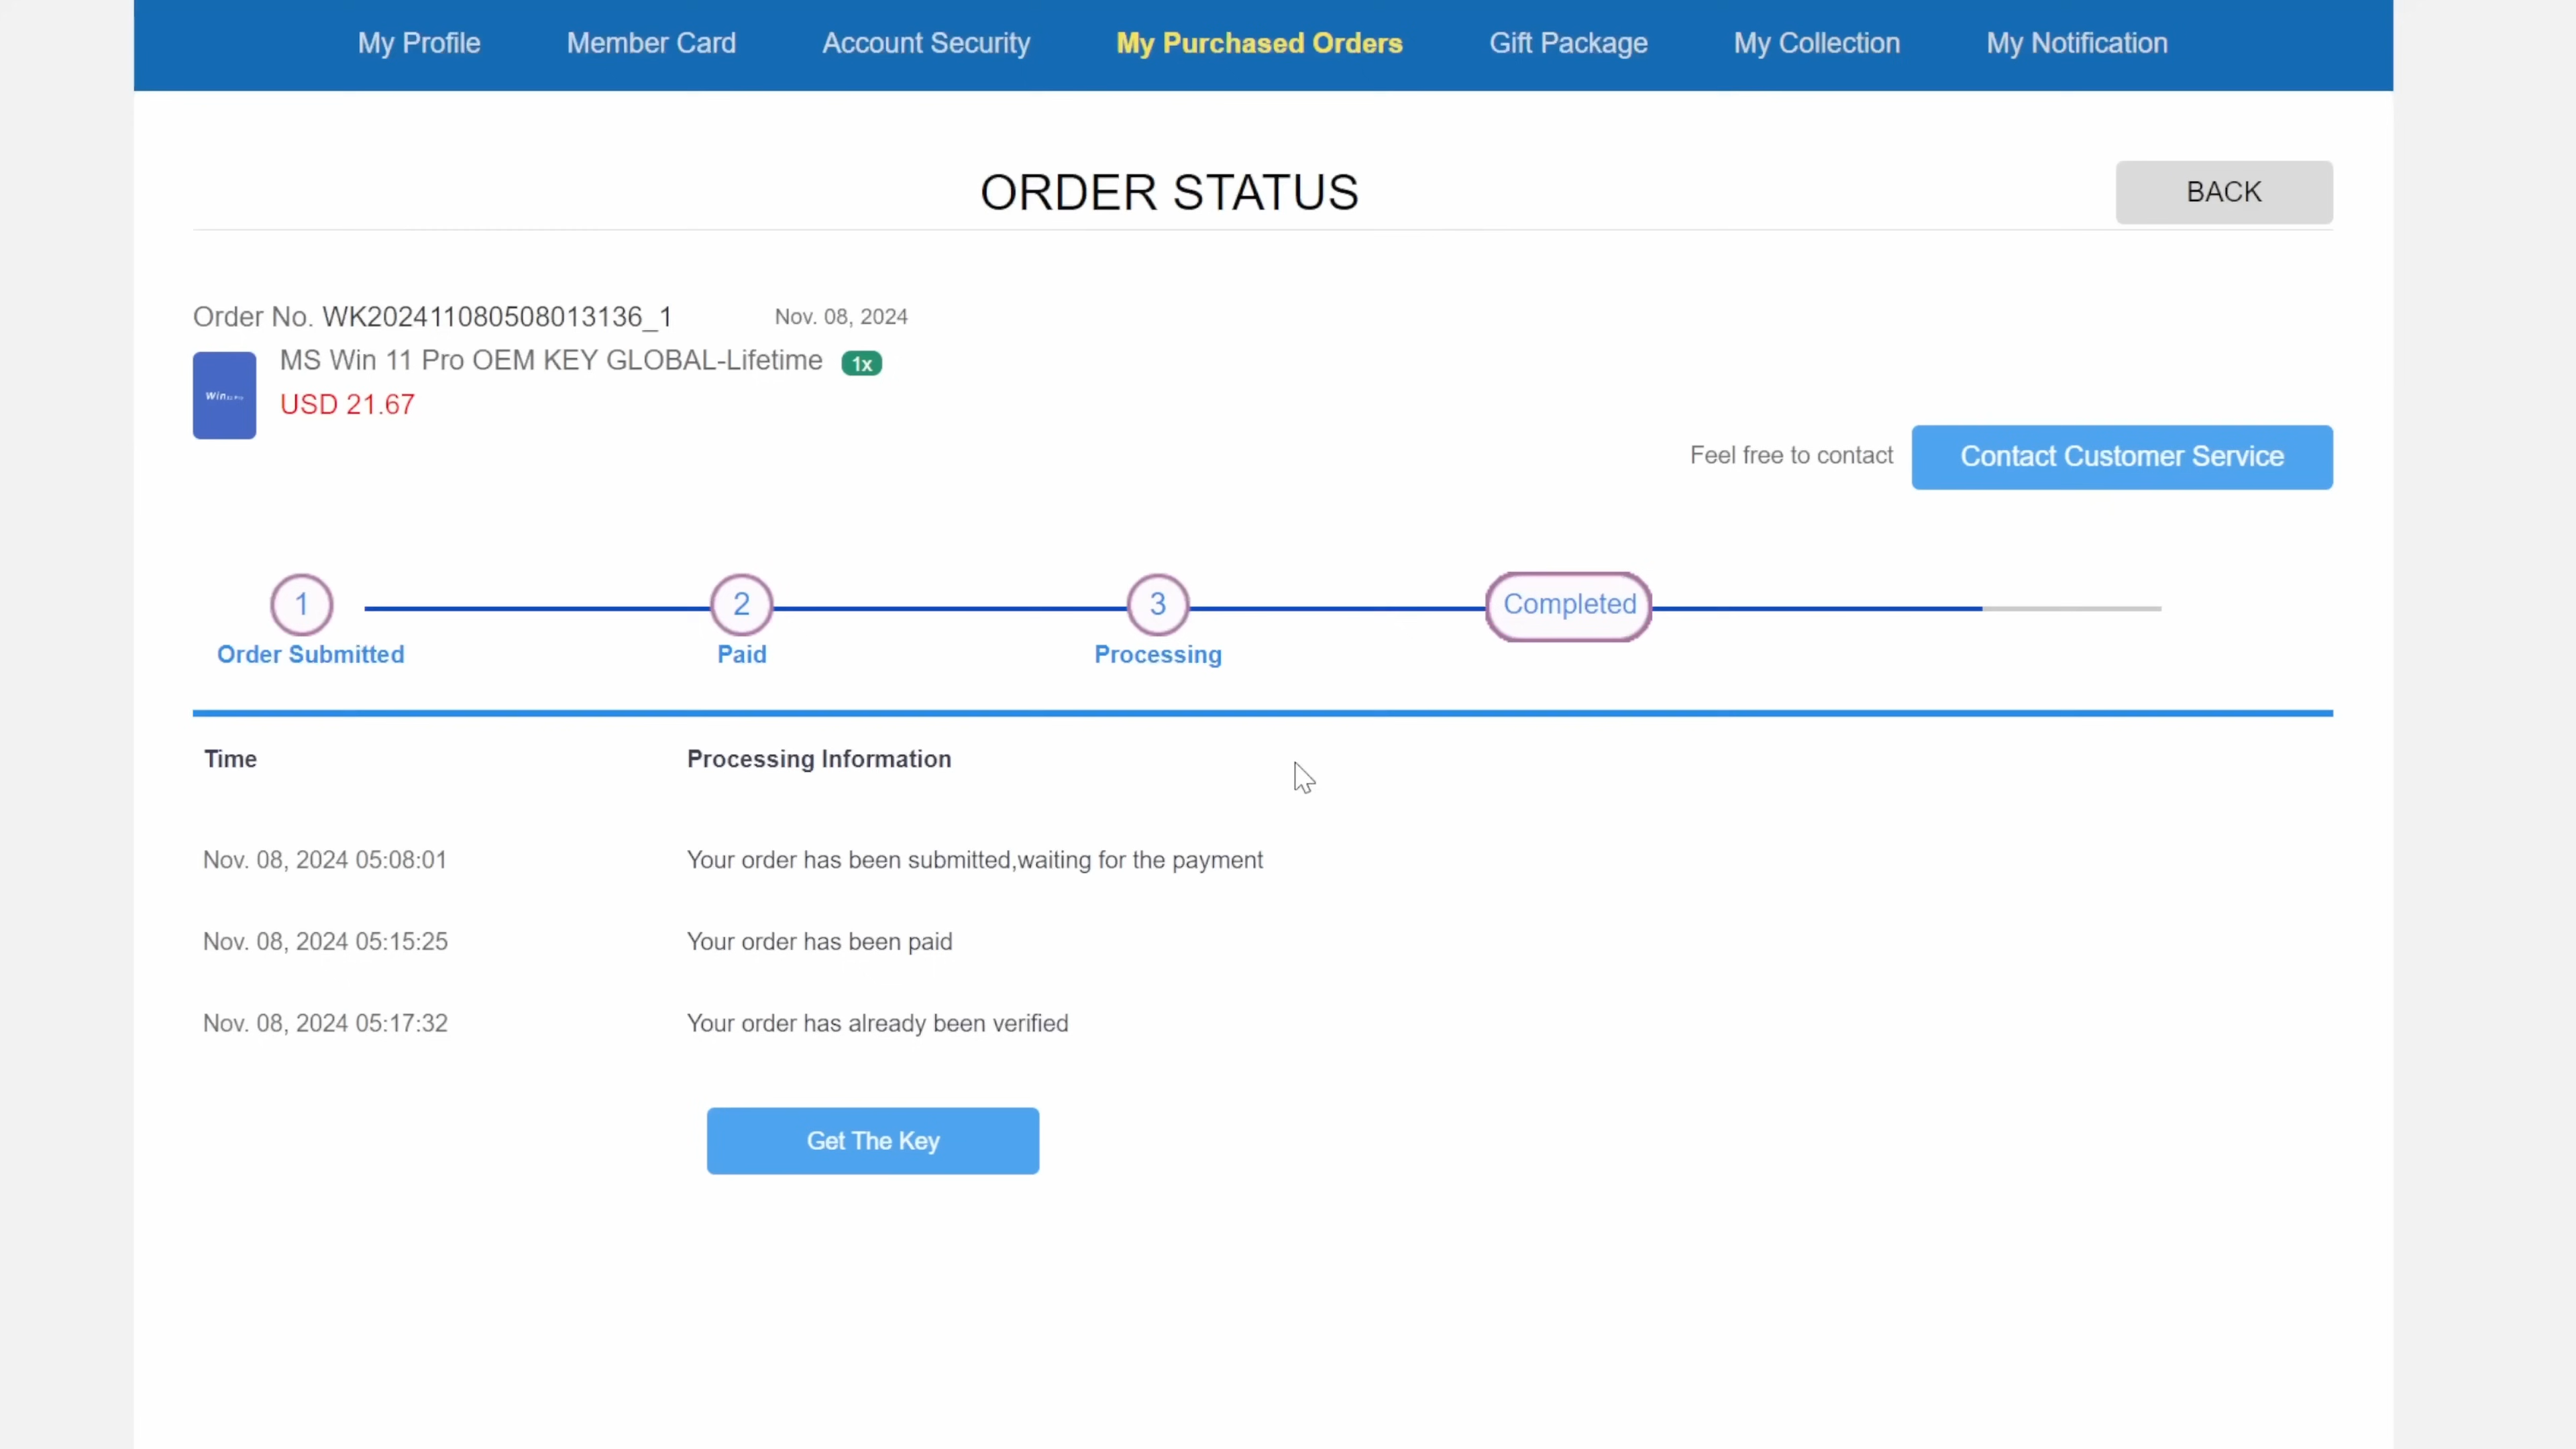 My Profile Member Card Account Security My Purchased Orders Gift Package My Collection My Notification
ORDER STATUS BACK
Order No. WK202411080508013136_1 Nov. 08, 2024
MS Win 11 Pro OEM KEY GLOBAL-Lifetime 1x
Win 11 Pro
USD 21.67
Feel free to contact Contact Customer Service
1 2 3 Completed
Order Submitted Paid Processing
Time Processing Information
Nov. 08, 2024 05:08:01 Your order has been submitted,waiting for the payment
Nov. 08, 2024 05:15:25 Your order has been paid
Nov. 08, 2024 05:17:32 Your order has already been verified
Get The Key